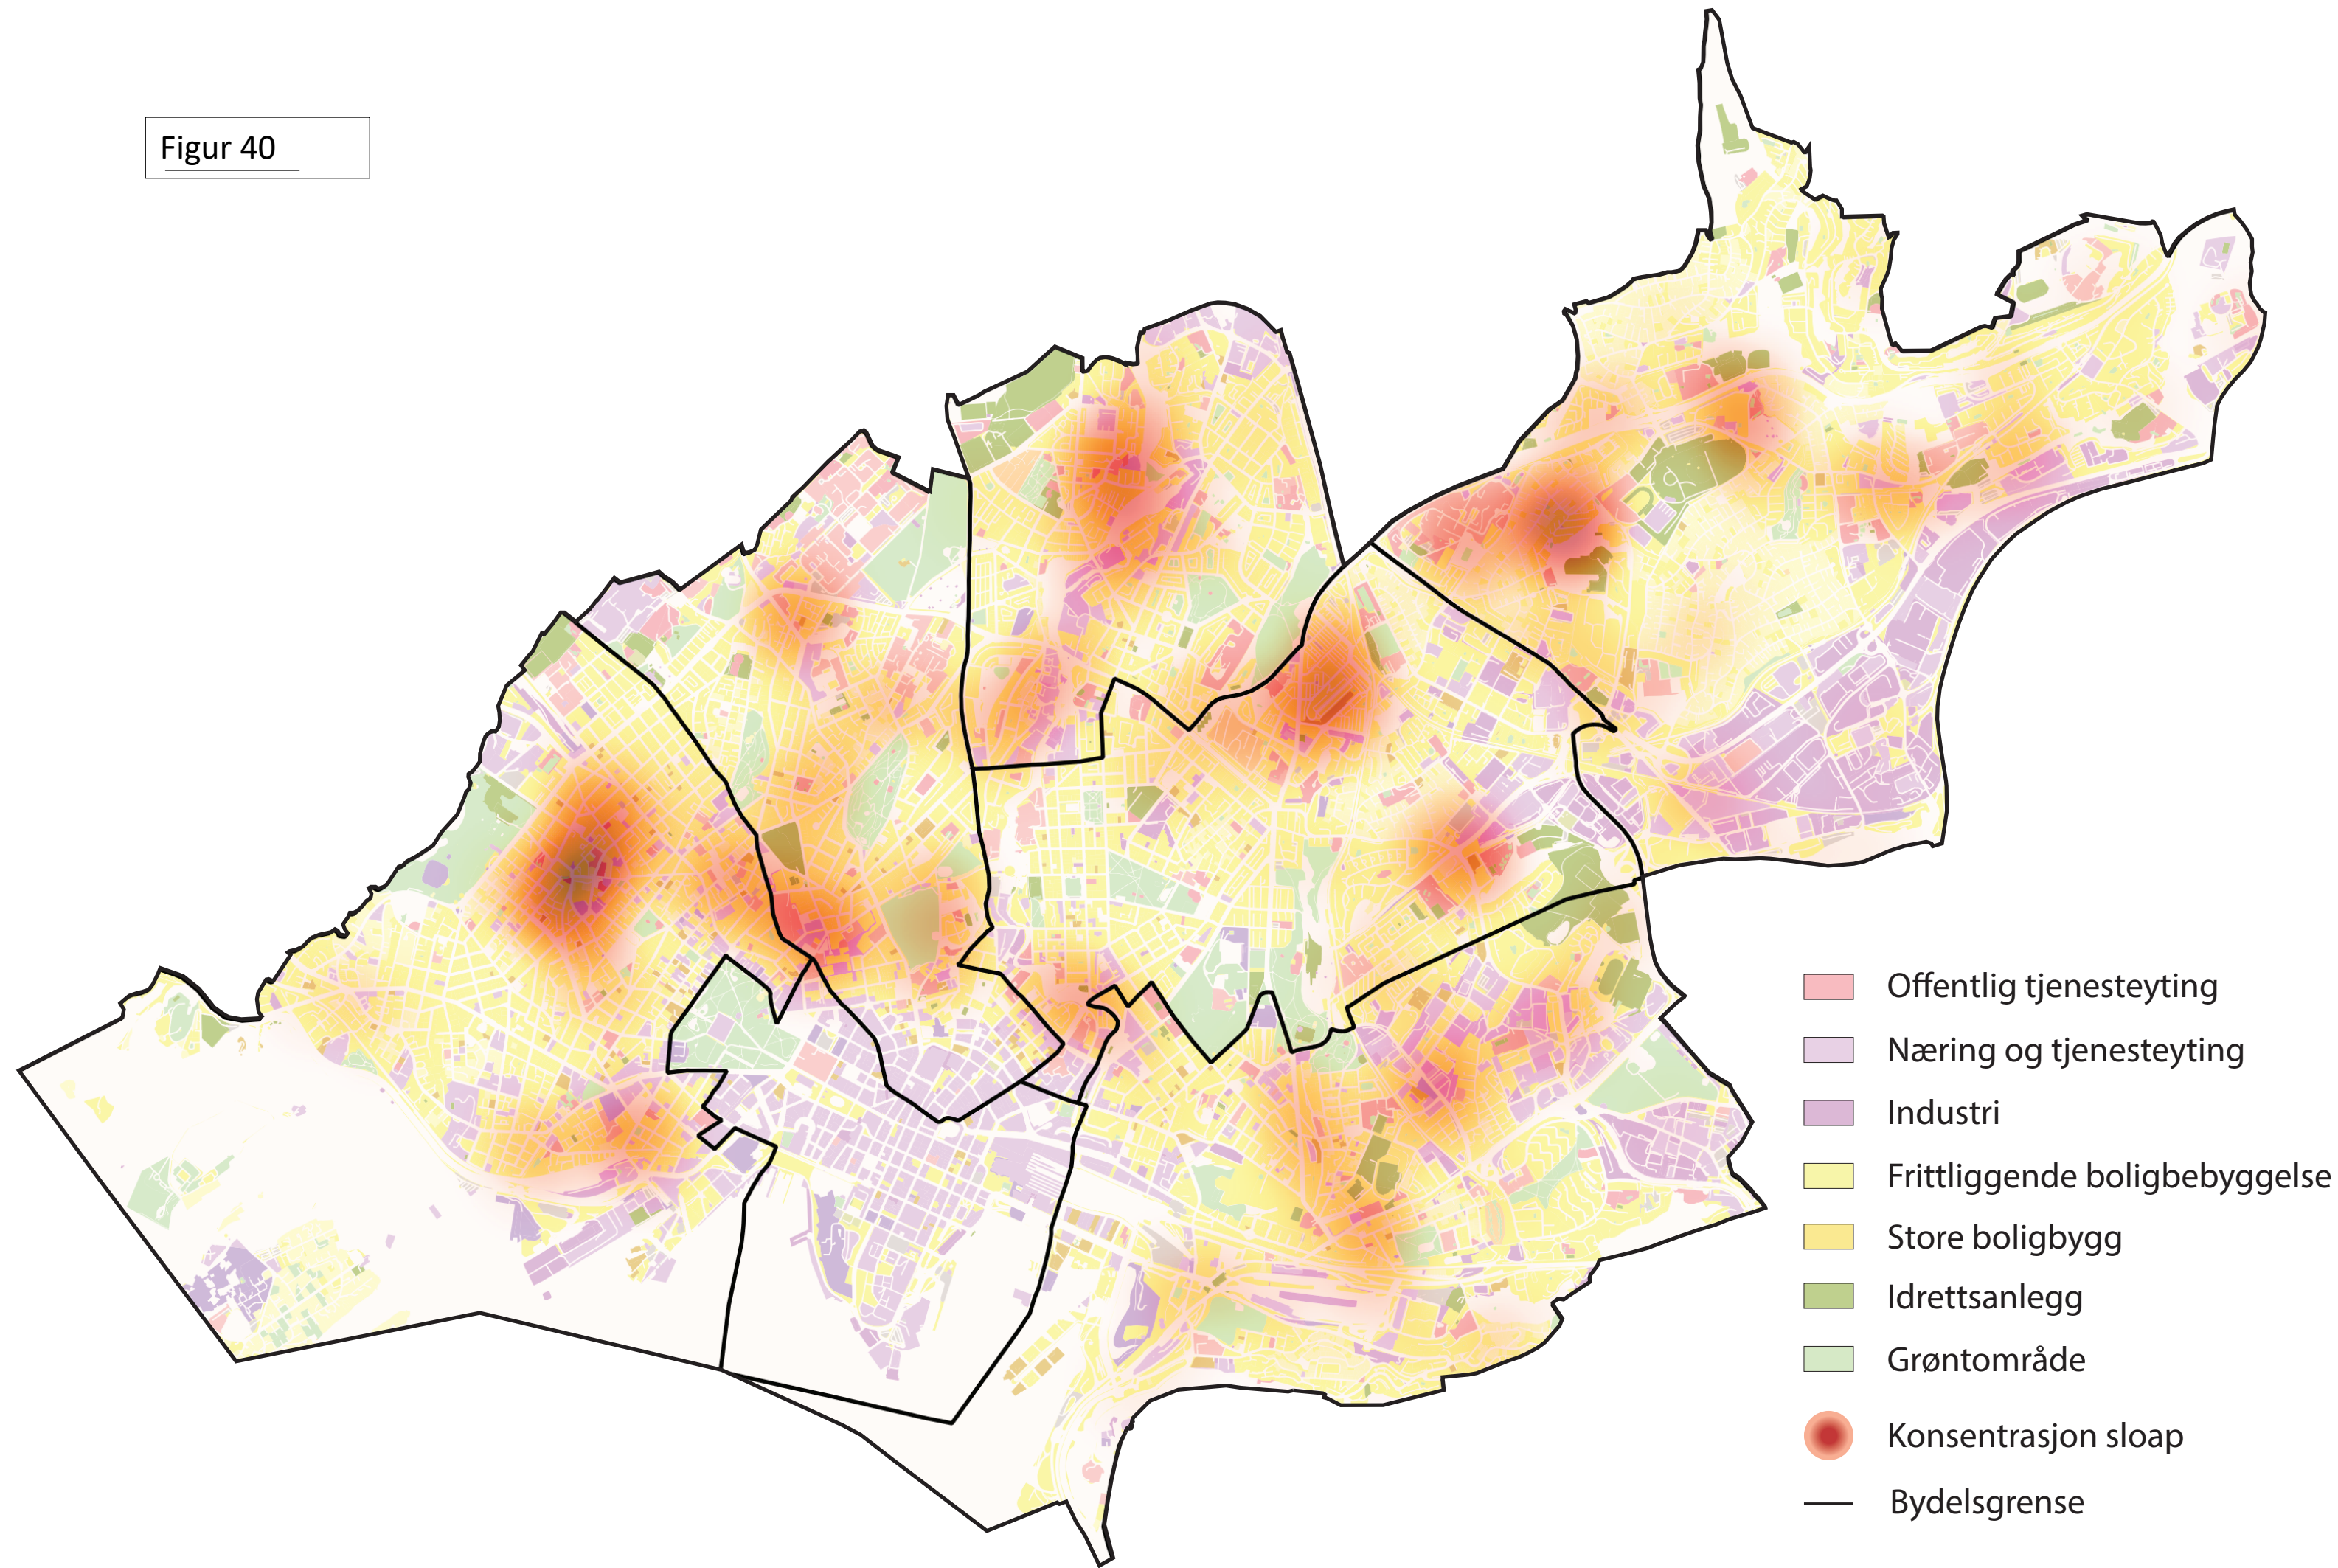 Figur 40
Offentlig tjenesteyting
Næring og tjenesteyting
Industri
Frittliggende boligbebyggelse
Store boligbygg
Idrettsanlegg
Grøntområde
Konsentrasjon sloap
Bydelsgrense